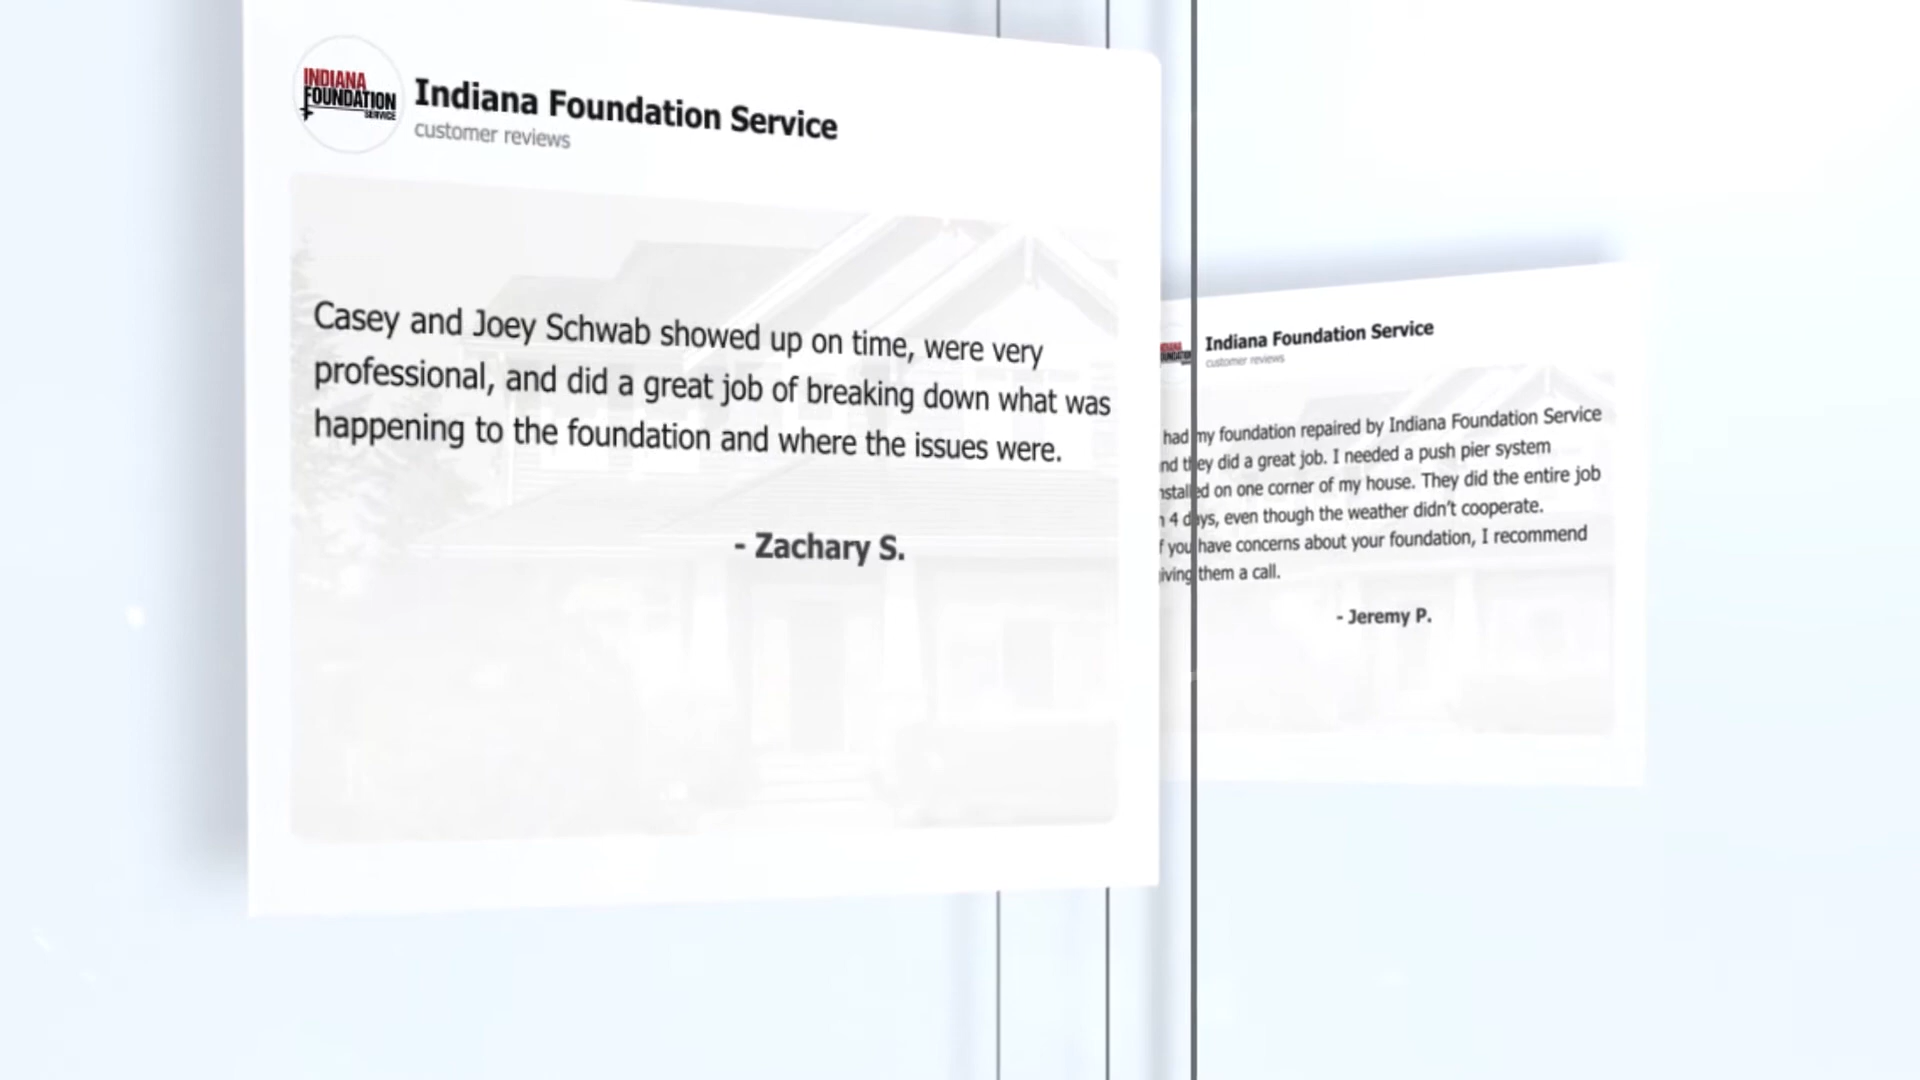 INDIANA
FOUNDATION
SERVICE
Indiana Foundation Service
customer reviews
Casey and Joey Schwab showed up on time, were very
professional, and did a great job of breaking down what was
happening to the foundation and where the issues were.
- Zachary S.
Indiana Foundation Service
customer reviews
had my foundation repaired by Indiana Foundation Service
they did a great job. I needed a push pier system
on one corner of my house. They did the entire job
4 days, even though the weather didn't cooperate.
you have concerns about your foundation, I recommend
them a call.
- Jeremy P.